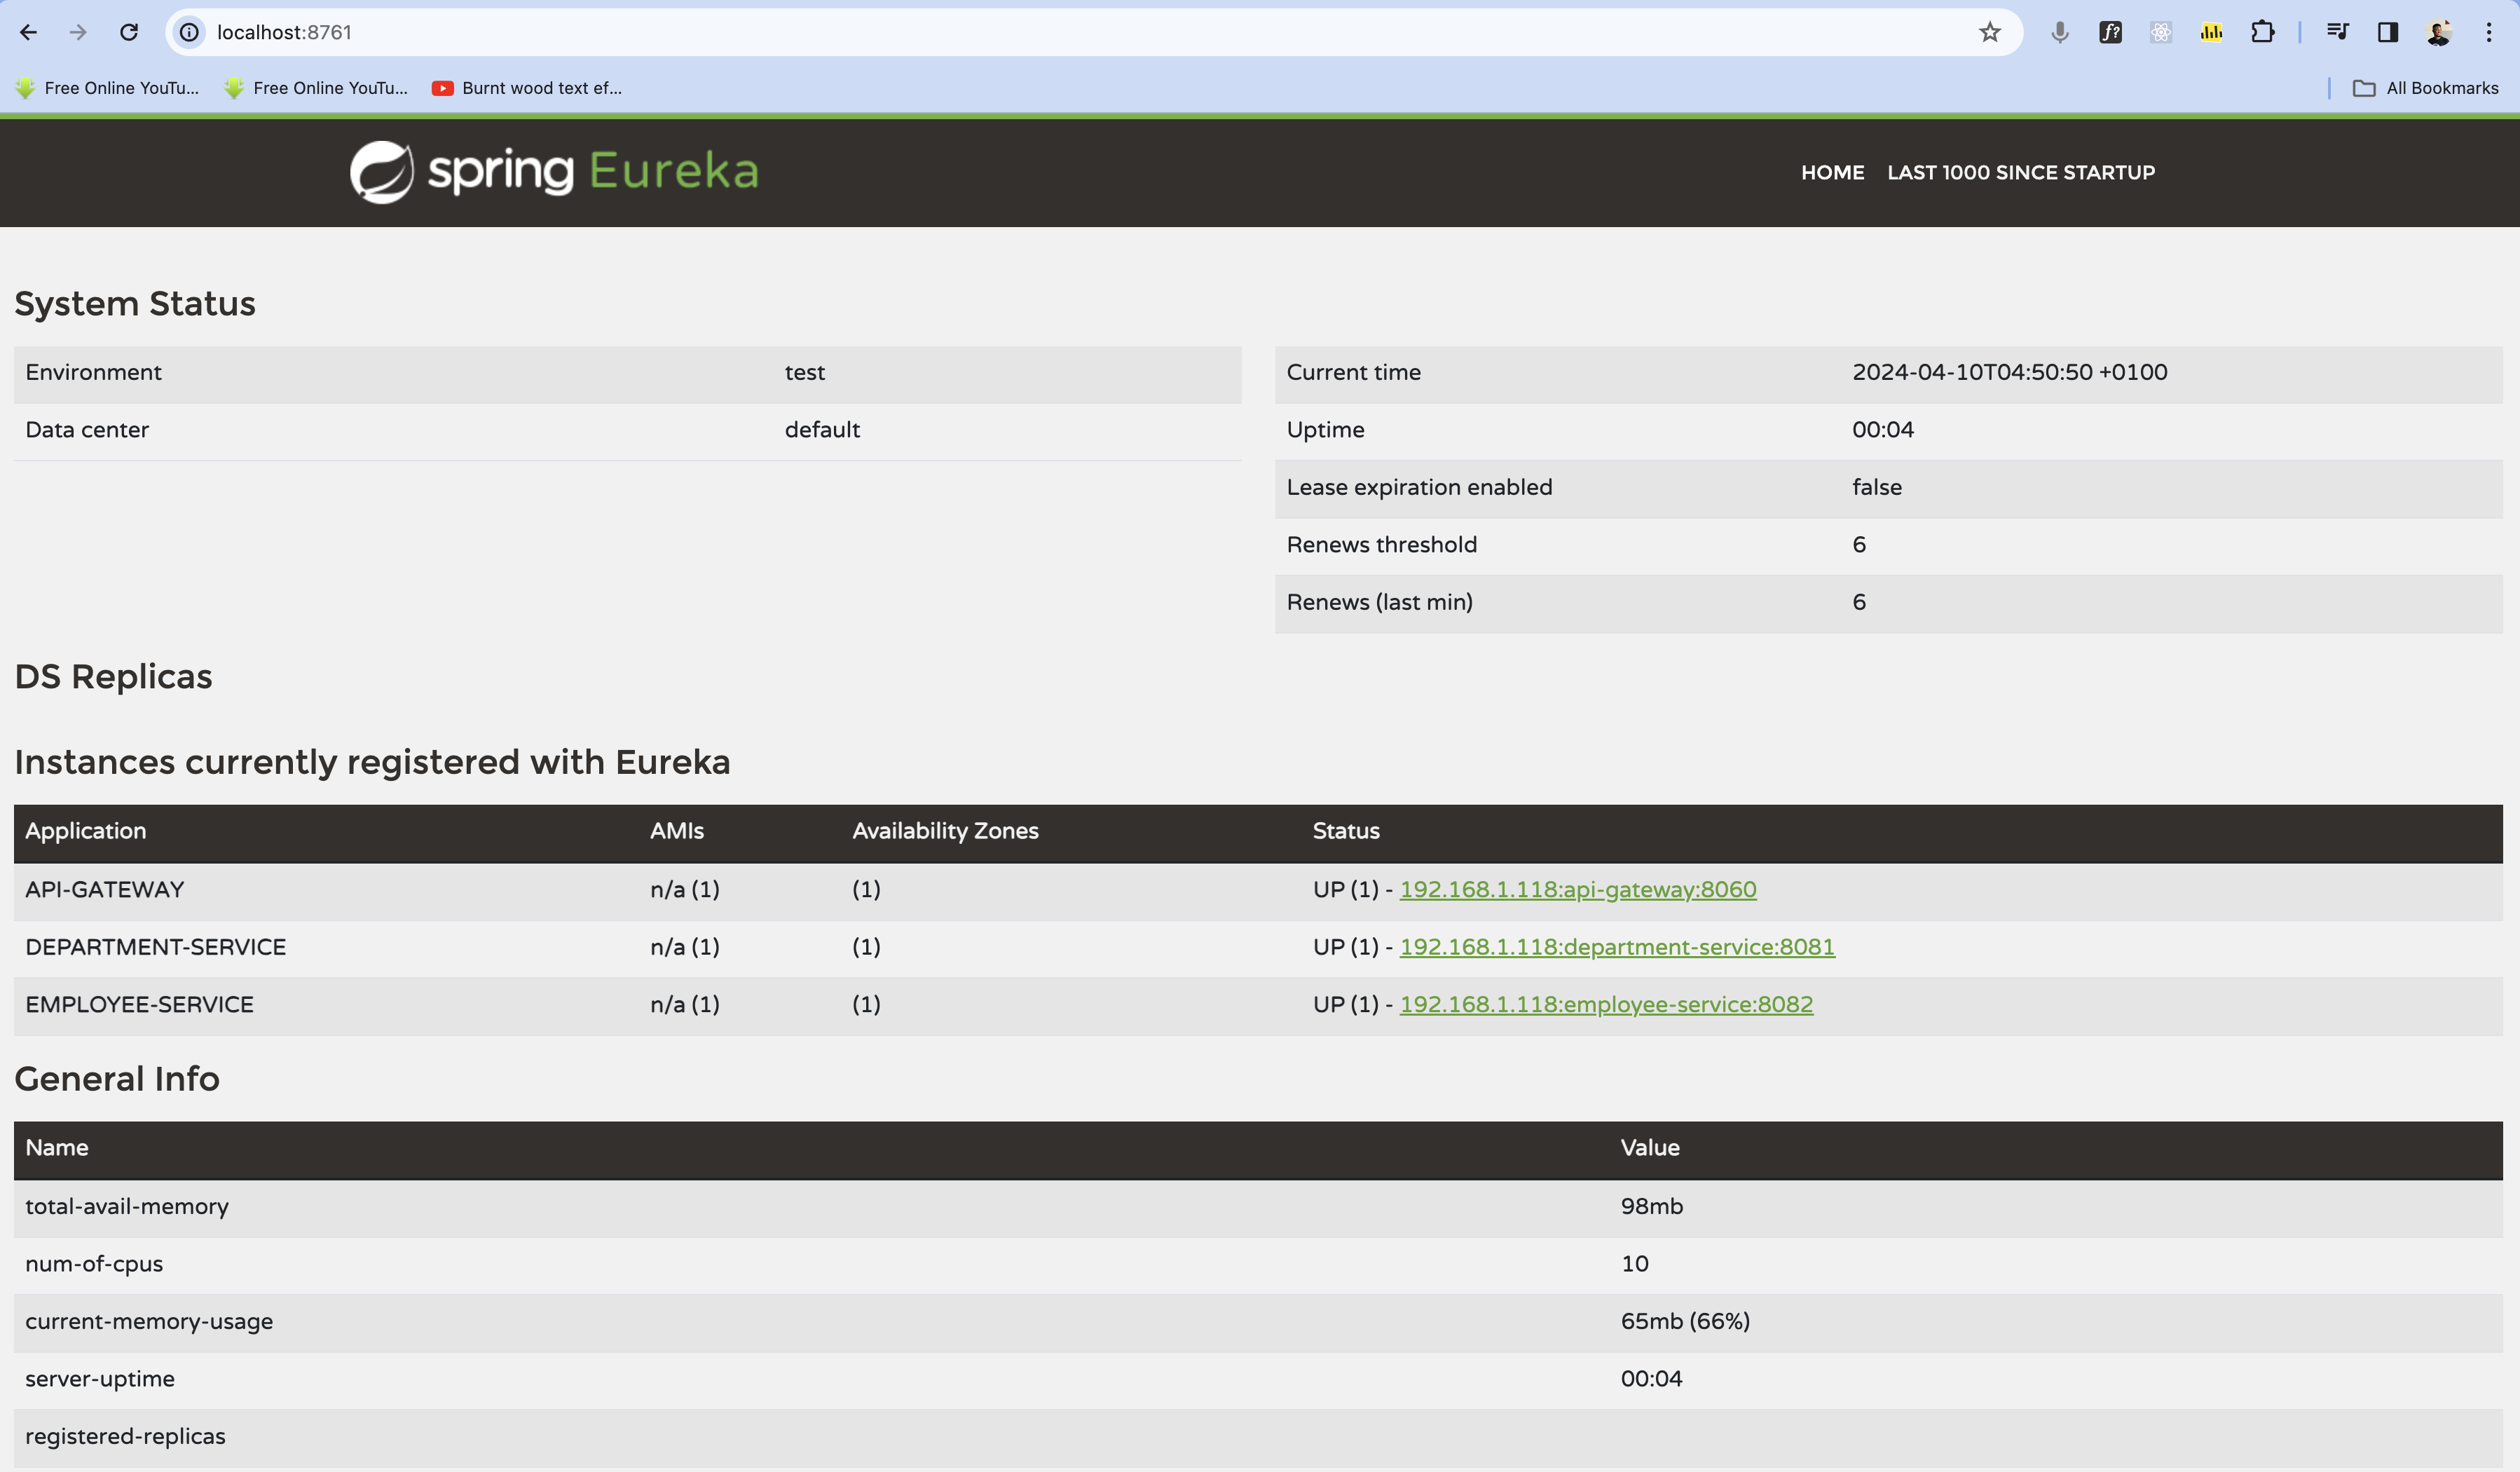 localhost:8761
Free Online YouTu...
Free Online YouTu...
Burnt wood text ef...
All Bookmarks
spring Eureka
HOME LAST 1000 SINCE STARTUP
System Status
Environment test
Data center default
Current time 2024-04-10T04:50:50 +0100
Uptime 00:04
Lease expiration enabled false
Renews threshold 6
Renews (last min) 6
DS Replicas
Instances currently registered with Eureka
Application AMIs Availability Zones Status
API-GATEWAY n/a (1) (1) UP (1) - 192.168.1.118:api-gateway:8060
DEPARTMENT-SERVICE n/a (1) (1) UP (1) - 192.168.1.118:department-service:8081
EMPLOYEE-SERVICE n/a (1) (1) UP (1) - 192.168.1.118:employee-service:8082
General Info
Name Value
total-avail-memory 98mb
num-of-cpus 10
current-memory-usage 65mb (66%)
server-uptime 00:04
registered-replicas